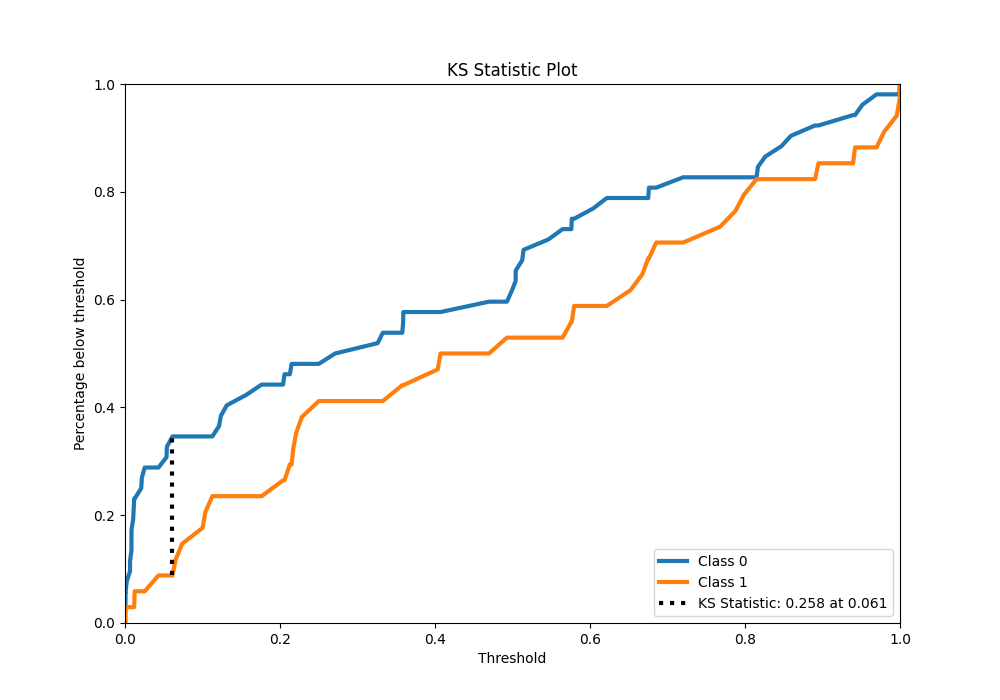 KS Statistic Plot
1.0
0.8
0.6
0.4
0.2
0.0
Percentage below threshold
0.0 0.2 0.4 0.6 0.8 1.0
Threshold
Class 0
Class 1
KS Statistic: 0.258 at 0.061